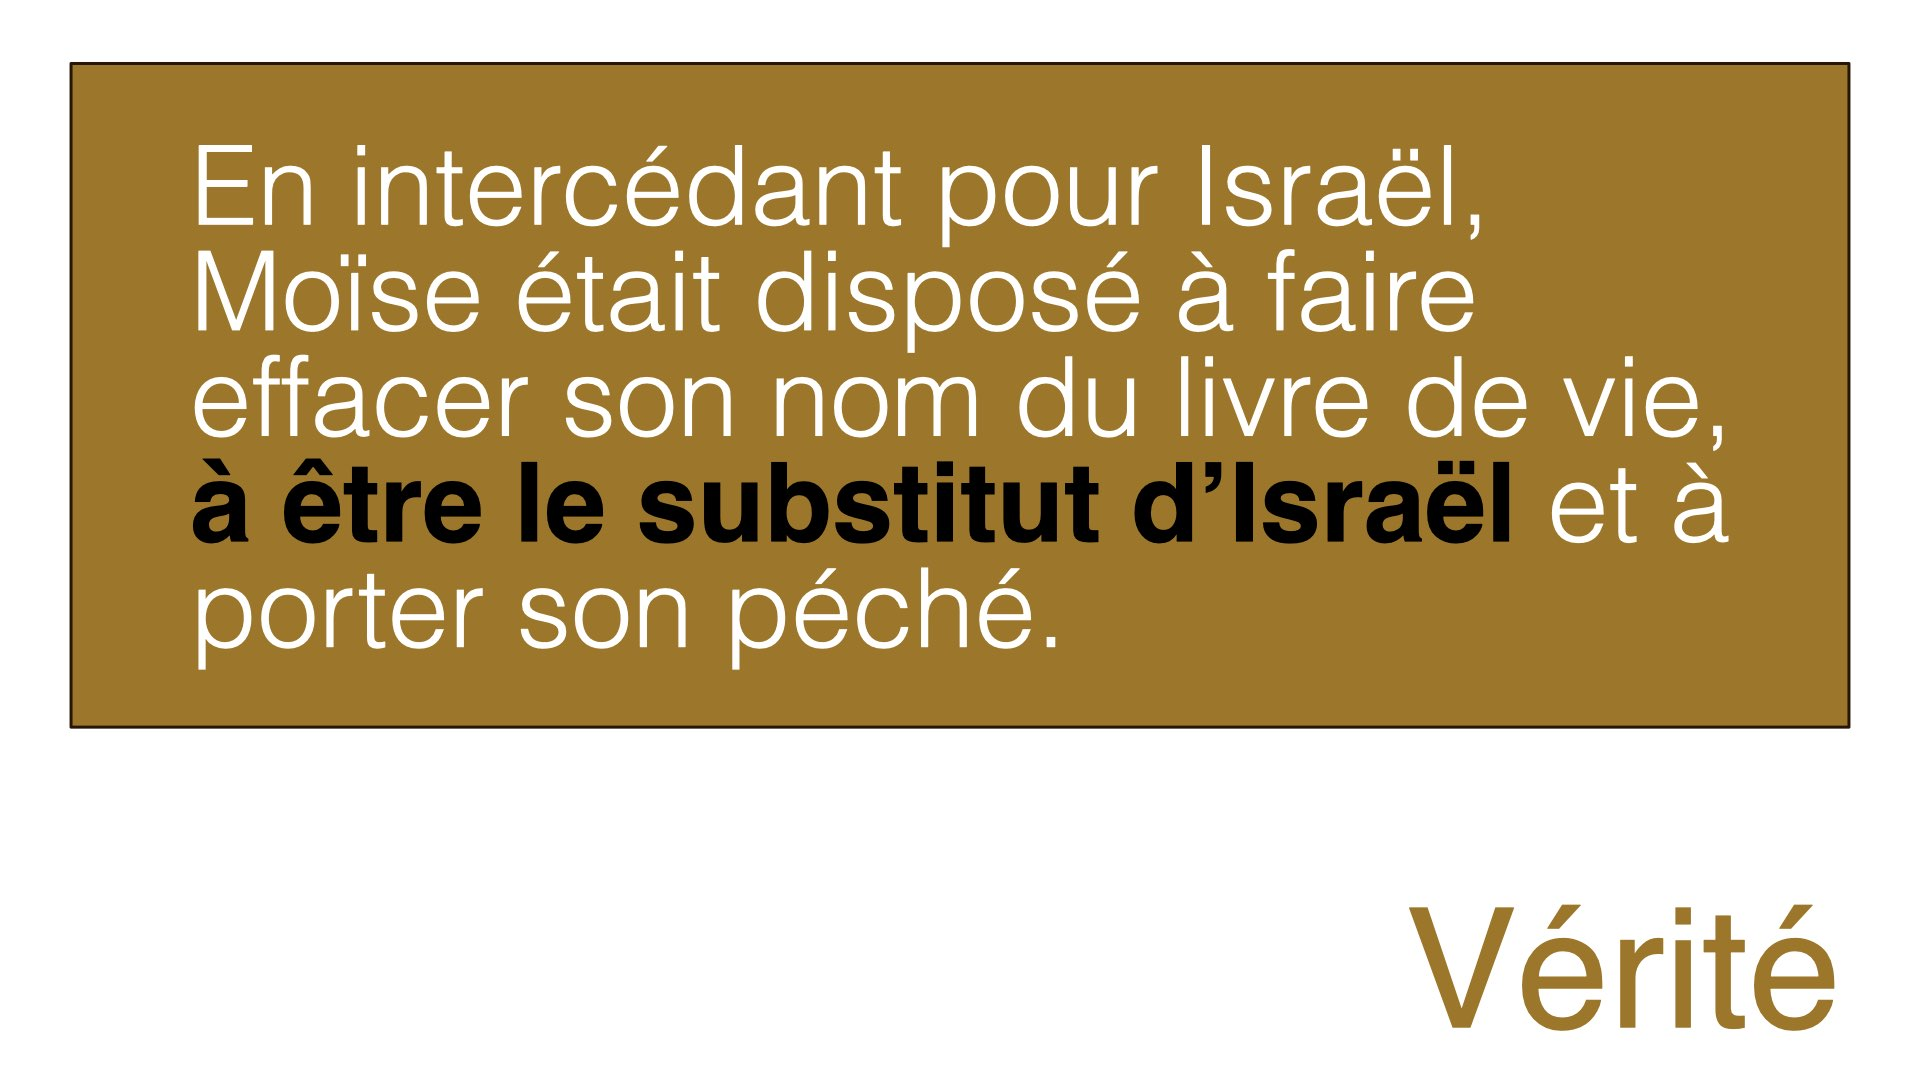 En intercédant pour Israël,
Moïse était disposé à faire
effacer son nom du livre de vie,
à être le substitut d’Israël et à
porter son péché.
Vérité